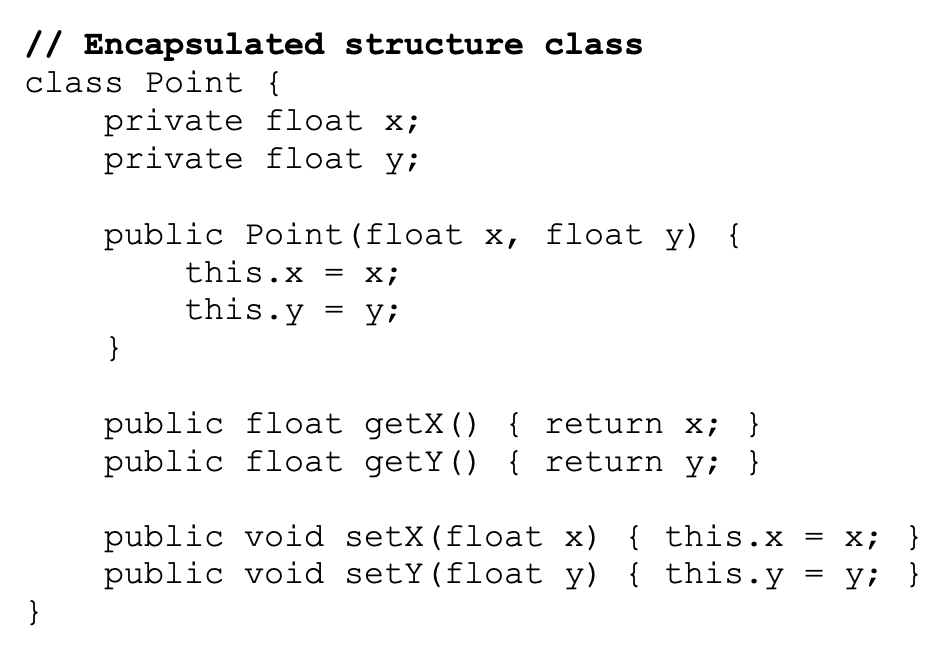 // Encapsulated structure class
class Point {
    private float x;
    private float y;

    public Point(float x, float y) {
        this.x = x;
        this.y = y;
    }

    public float getX() { return x; }
    public float getY() { return y; }

    public void setX(float x) { this.x = x; }
    public void setY(float y) { this.y = y; }
}